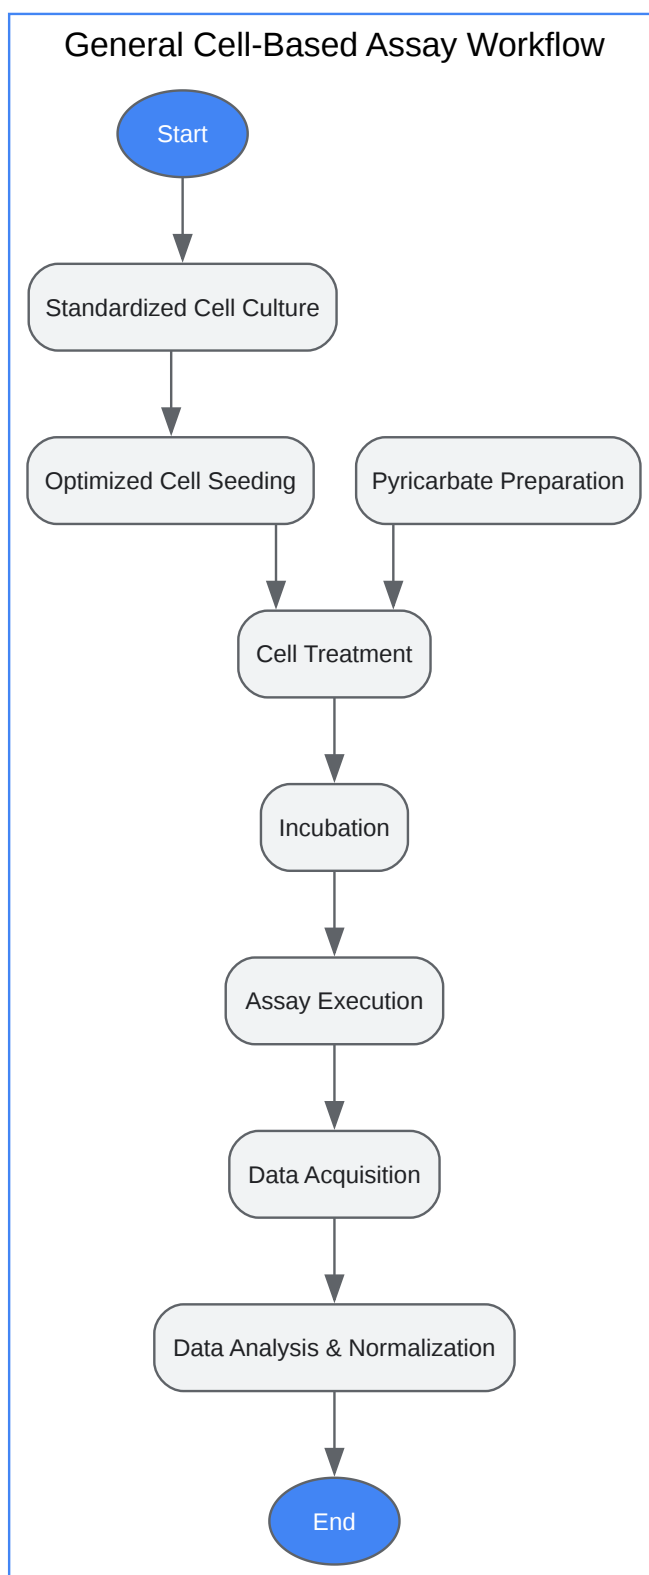 General Cell-Based Assay Workflow
Start
Standardized Cell Culture
Optimized Cell Seeding
Pyricarbate Preparation
Cell Treatment
Incubation
Assay Execution
Data Acquisition
Data Analysis & Normalization
End